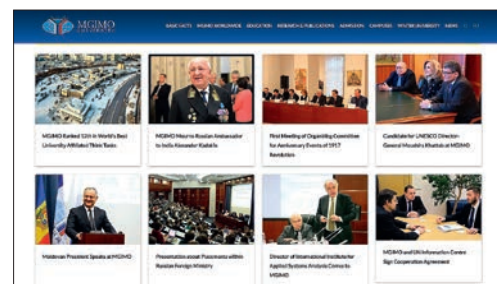 MGIMO
UNIVERSITY
BASIC FACTS MGIMO WORLDWIDE EDUCATION RESEARCH & PUBLICATIONS ADMISSION CAMPUSES VISITOR UNIVERSITY NEWS
MGIMO Ranked 12th in World's Best
University Affiliated Think Tanks
MGIMO Mourns Russian Ambassador
to India Alexander Kadakin
First Meeting of Organizing Committee
for Anniversary Events of 1917
Revolution
Candidate for UNESCO Director-
General Moushira Khattab at MGIMO
Moldovan President Speaks at MGIMO
Presentation about Placements within
Russian Foreign Ministry
Director of International Institute for
Applied Systems Analysis Comes to
MGIMO
MGIMO and UN Information Centre
Sign Cooperation Agreement